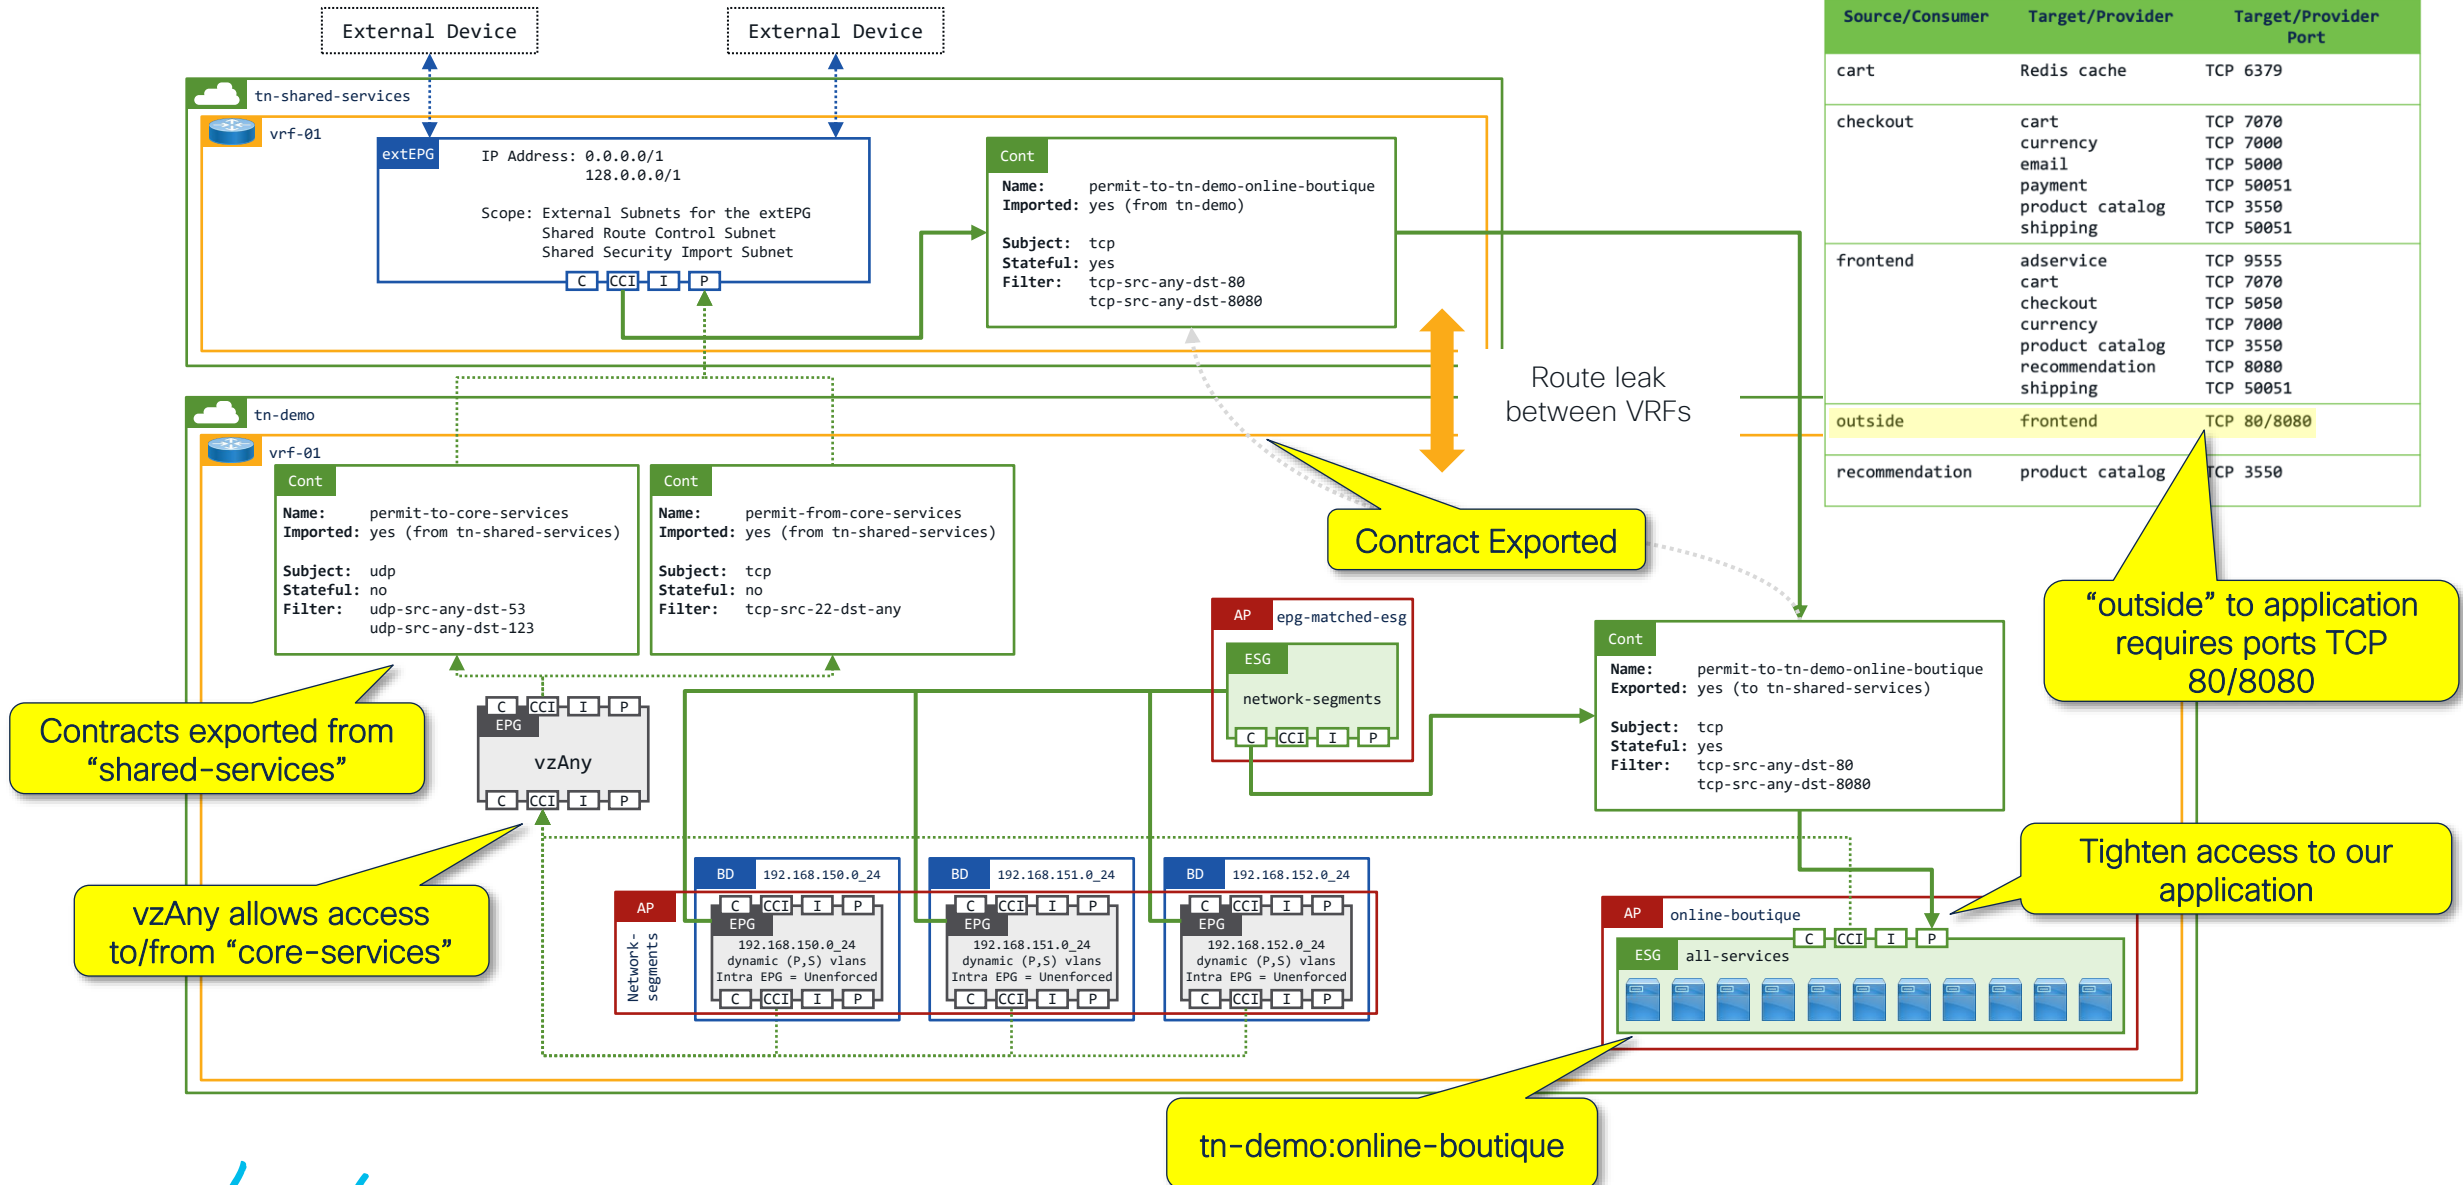 External Device
External Device
tn-shared-services
vrf-01
extEPG
IP Address: 0.0.0.0/1
128.0.0.0/1
Scope: External Subnets for the extEPG
Shared Route Control Subnet
Shared Security Import Subnet
C CCI I P
Cont
Name: permit-to-tn-demo-online-boutique
Imported: yes (from tn-demo)
Subject: tcp
Stateful: yes
Filter: tcp-src-any-dst-80
tcp-src-any-dst-8080
Route leak
between VRFs
Source/Consumer Target/Provider Target/Provider
Port
cart Redis cache TCP 6379
checkout cart TCP 7070
currency TCP 7000
email TCP 5000
payment TCP 50051
product catalog TCP 3550
shipping TCP 50051
frontend adservice TCP 9555
cart TCP 7070
checkout TCP 5050
currency TCP 7000
product catalog TCP 3550
recommendation TCP 8080
shipping TCP 50051
outside frontend TCP 80/8080
recommendation product catalog TCP 3550
tn-demo
vrf-01
Cont
Name: permit-to-core-services
Imported: yes (from tn-shared-services)
Subject: udp
Stateful: no
Filter: udp-src-any-dst-53
udp-src-any-dst-123
Cont
Name: permit-from-core-services
Imported: yes (from tn-shared-services)
Subject: tcp
Stateful: no
Filter: tcp-src-22-dst-any
Contract Exported
"outside" to application
requires ports TCP
80/8080
AP epg-matched-esg
ESG
network-segments
C CCI I P
Cont
Name: permit-to-tn-demo-online-boutique
Exported: yes (to tn-shared-services)
Subject: tcp
Stateful: yes
Filter: tcp-src-any-dst-80
tcp-src-any-dst-8080
Contracts exported from
"shared-services"
C CCI I P
EPG
vzAny
C CCI I P
vzAny allows access
to/from "core-services"
AP
Network-
segments
BD 192.168.150.0_24
C CCI I P
EPG
192.168.150.0_24
dynamic (P,S) vlans
Intra EPG = Unenforced
C CCI I P
BD 192.168.151.0_24
C CCI I P
EPG
192.168.151.0_24
dynamic (P,S) vlans
Intra EPG = Unenforced
C CCI I P
BD 192.168.152.0_24
C CCI I P
EPG
192.168.152.0_24
dynamic (P,S) vlans
Intra EPG = Unenforced
C CCI I P
Tighten access to our
application
AP online-boutique
C CCI I P
ESG all-services
tn-demo:online-boutique